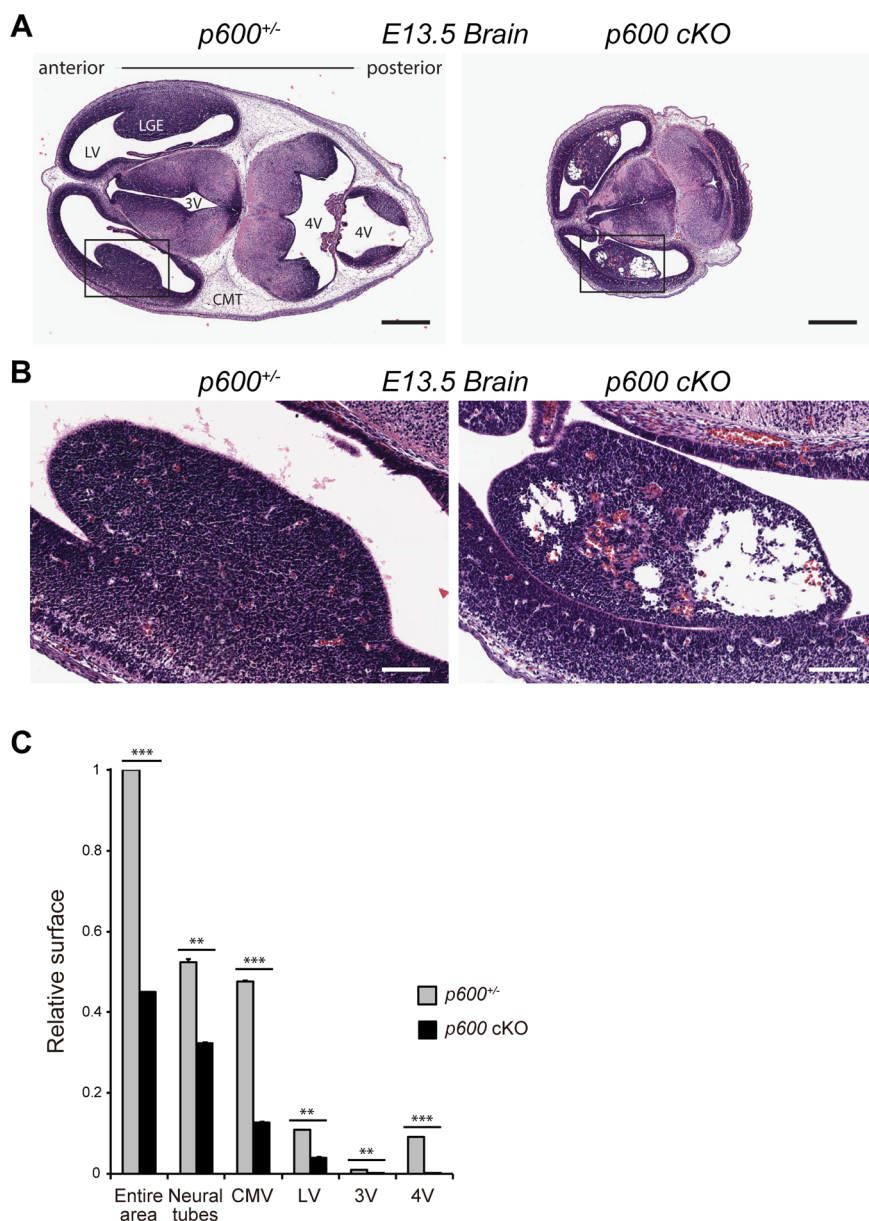 A
p600+/- E13.5 Brain p600 cKO
anterior posterior
LGE
LV
3V
4V
4V
CMT
B
p600+/- E13.5 Brain p600 cKO
C
***
1
0.8
0.6
**
***
0.4
0.2
**
**
***
0
Relative surface
p600+/-
p600 cKO
Entire area
Neural tubes
CMV
LV
3V
4V